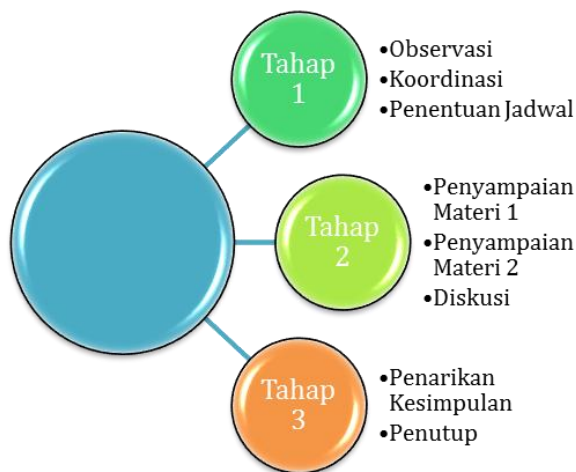 Tahap
1
•Observasi
•Koordinasi
•Penentuan Jadwal
Tahap
2
•Penyampaian
Materi 1
•Penyampaian
Materi 2
•Diskusi
Tahap
3
•Penarikan
Kesimpulan
•Penutup